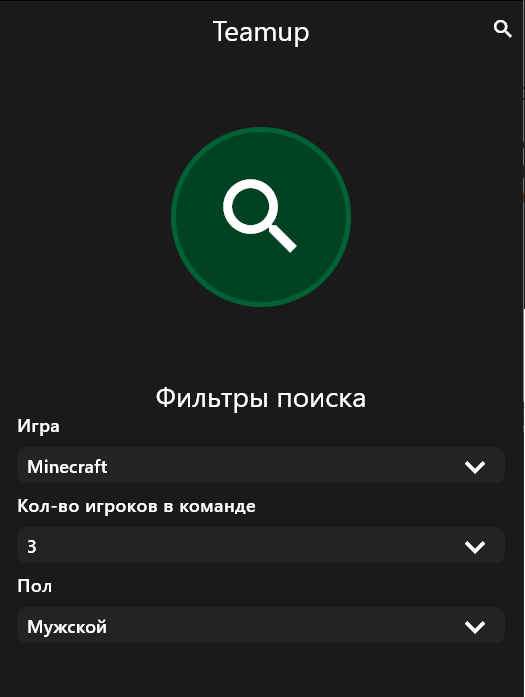 Teamup
Фильтры поиска
Игра
Minecraft
Кол-во игроков в команде
3
Пол
Мужской